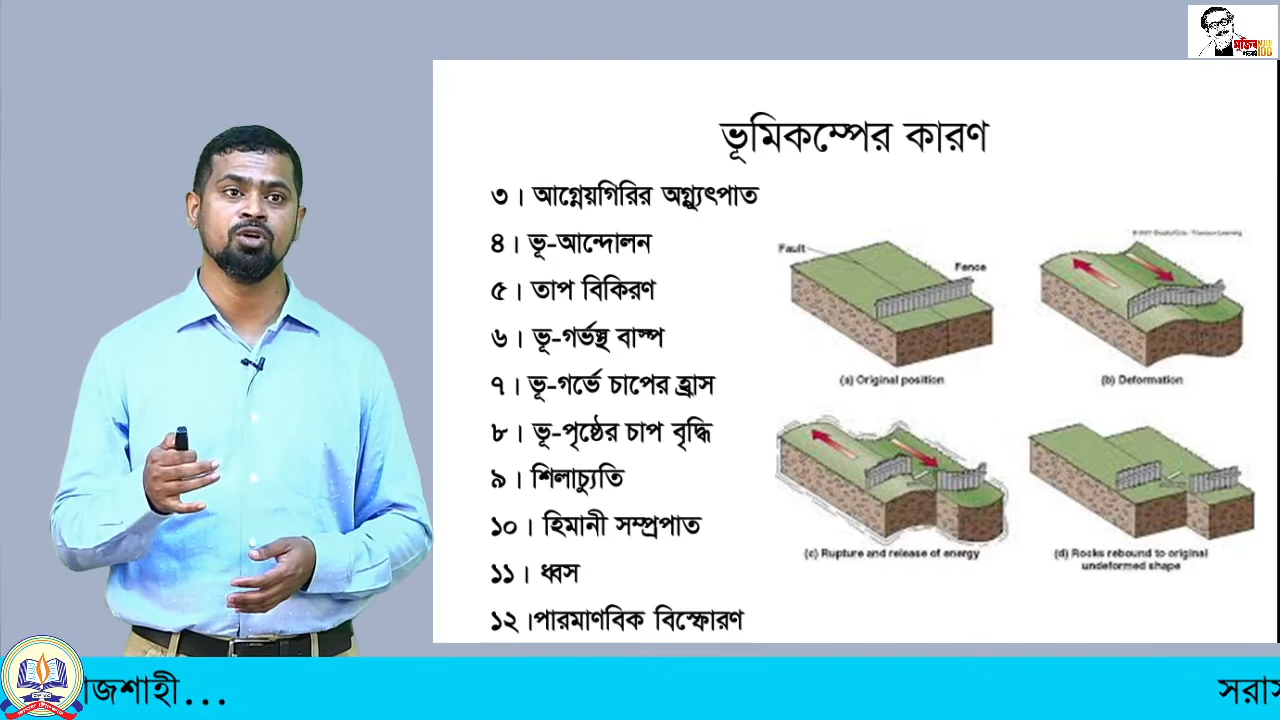 ভূমিকম্পের কারণ
৩। আগ্নেয়গিরির অগ্ন্যুৎপাত
৪। ভূ-আন্দোলন
৫। তাপ বিকিরণ
৬। ভূ-গর্ভস্থ বাস্প
৭। ভূ-গর্ভে চাপের হ্রাস
৮। ভূ-পৃষ্ঠের চাপ বৃদ্ধি
৯। শিলাচ্যুতি
১০। হিমানী সম্প্রপাত
১১। ধ্বস
১২।পারমাণবিক বিস্ফোরণ
Fault
Fence
(a) Original position
(b) Deformation
(c) Rupture and release of energy
(d) Rocks rebound to original
undeformed shape
মুজিব
100